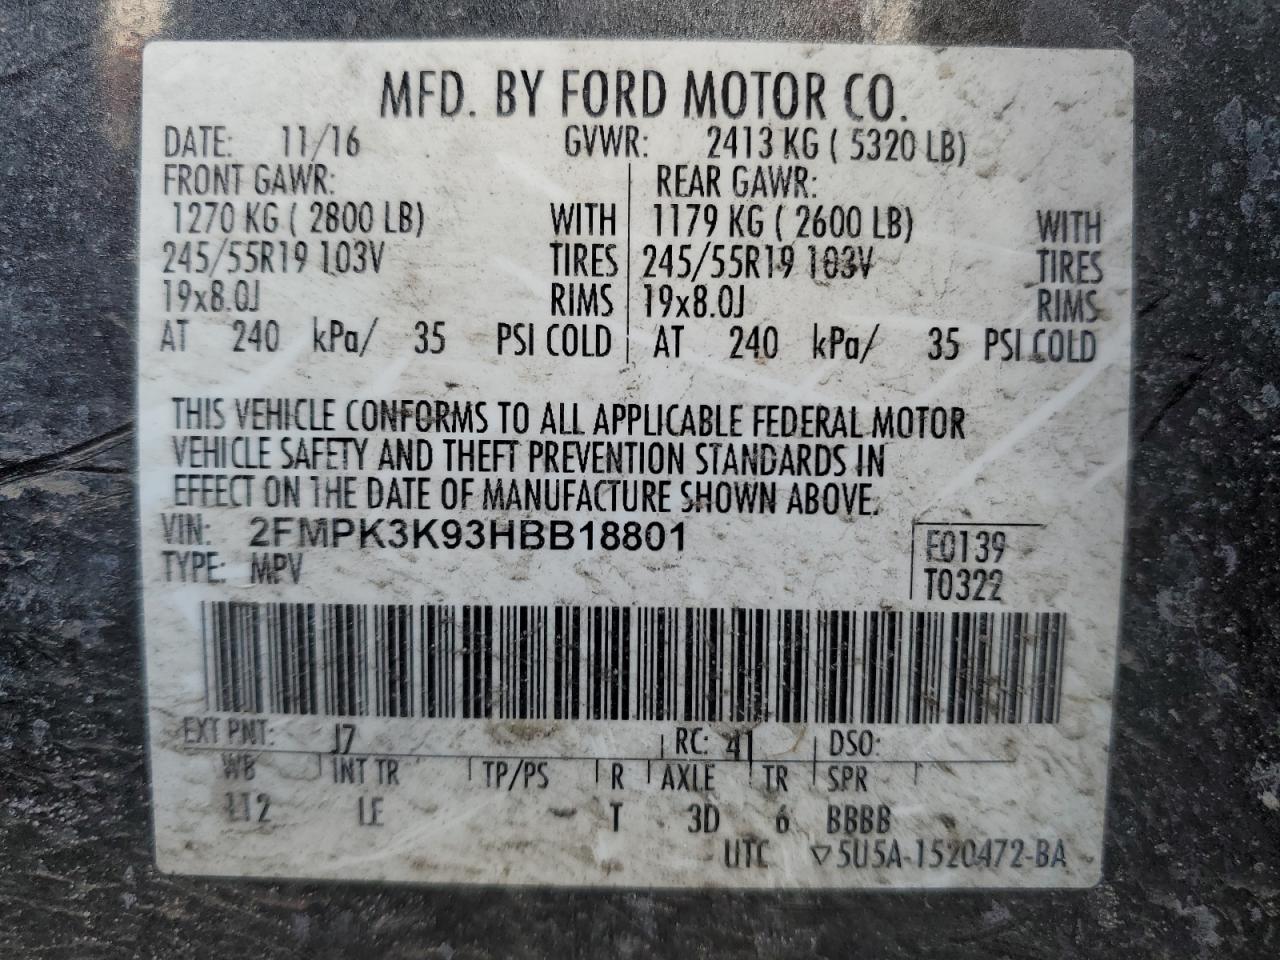 MFD. BY FORD MOTOR CO.
DATE: 11/16 GVWR: 2413 KG ( 5320 LB)
FRONT GAWR: REAR GAWR:
1270 KG ( 2800 LB) WITH 1179 KG ( 2600 LB) WITH
245/55R19 103V TIRES 245/55R19 103V TIRES
19x8.0J RIMS 19x8.0J RIMS
AT 240 kPa/ 35 PSI COLD AT 240 kPa/ 35 PSI COLD
THIS VEHICLE CONFORMS TO ALL APPLICABLE FEDERAL MOTOR
VEHICLE SAFETY AND THEFT PREVENTION STANDARDS IN
EFFECT ON THE DATE OF MANUFACTURE SHOWN ABOVE.
VIN: 2FMPK3K93HBB18801
TYPE: MPV
F0139
T0322
EXT PNT: J7 RC: 41 DSO:
WB INT TR TP/PS R AXLE TR SPR
112 LE T 3D 6 BBBB
UTC ▽5U5A-1520472-BA